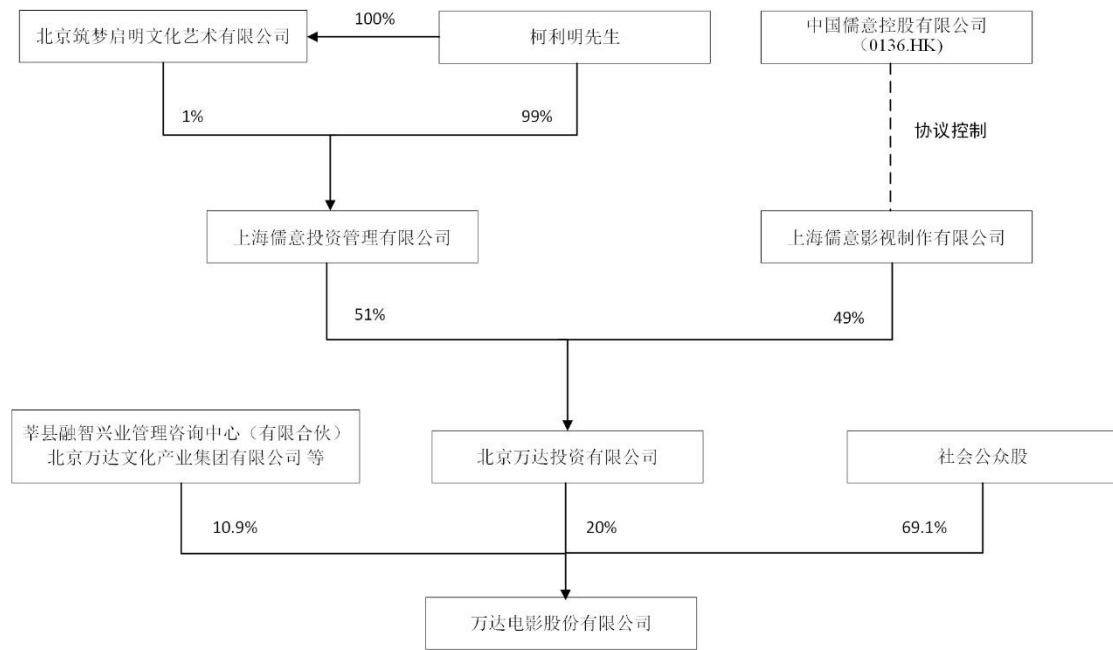 北京筑梦启明文化艺术有限公司
100%
柯利明先生
中国儒意控股有限公司
（0136.HK）
1%
99%
协议控制
上海儒意投资管理有限公司
上海儒意影视制作有限公司
51%
49%
莘县融智兴业管理咨询中心（有限合伙）
北京万达文化产业集团有限公司 等
北京万达投资有限公司
社会公众股
10.9%
20%
69.1%
万达电影股份有限公司